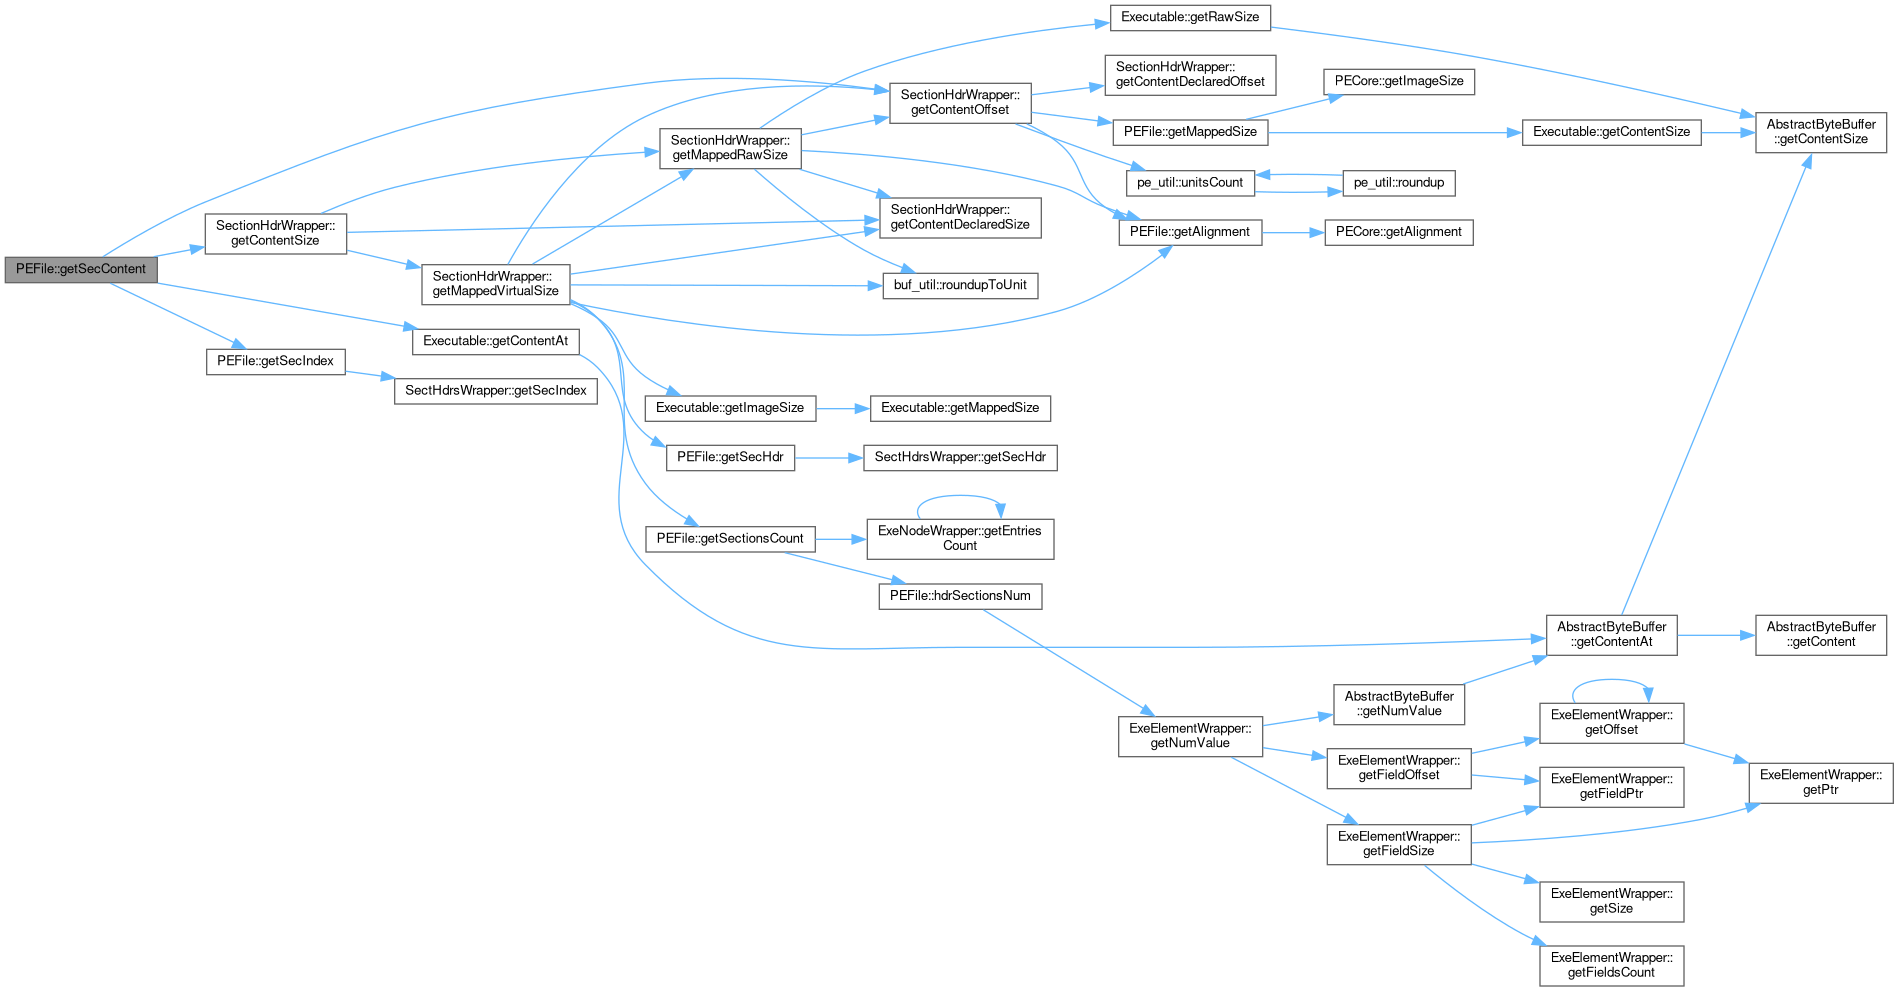 PEFile::getSecContent
SectionHdrWrapper::
getContentSize
PEFile::getSecIndex
SectionHdrWrapper::
getMappedVirtualSize
Executable::getContentAt
SectHdrsWrapper::getSecIndex
SectionHdrWrapper::
getMappedRawSize
Executable::getImageSize
PEFile::getSecHdr
PEFile::getSectionsCount
SectionHdrWrapper::
getContentOffset
SectionHdrWrapper::
getContentDeclaredSize
buf_util::roundupToUnit
Executable::getMappedSize
SectHdrsWrapper::getSecHdr
ExeNodeWrapper::getEntries
Count
PEFile::hdrSectionsNum
Executable::getRawSize
SectionHdrWrapper::
getContentDeclaredOffset
PEFile::getMappedSize
pe_util::unitsCount
PEFile::getAlignment
ExeElementWrapper::
getNumValue
PECore::getImageSize
pe_util::roundup
PECore::getAlignment
AbstractByteBuffer
::getNumValue
ExeElementWrapper::
getFieldOffset
ExeElementWrapper::
getFieldSize
Executable::getContentSize
AbstractByteBuffer
::getContentAt
ExeElementWrapper::
getOffset
ExeElementWrapper::
getFieldPtr
ExeElementWrapper::
getSize
ExeElementWrapper::
getFieldsCount
AbstractByteBuffer
::getContentSize
AbstractByteBuffer
::getContent
ExeElementWrapper::
getPtr